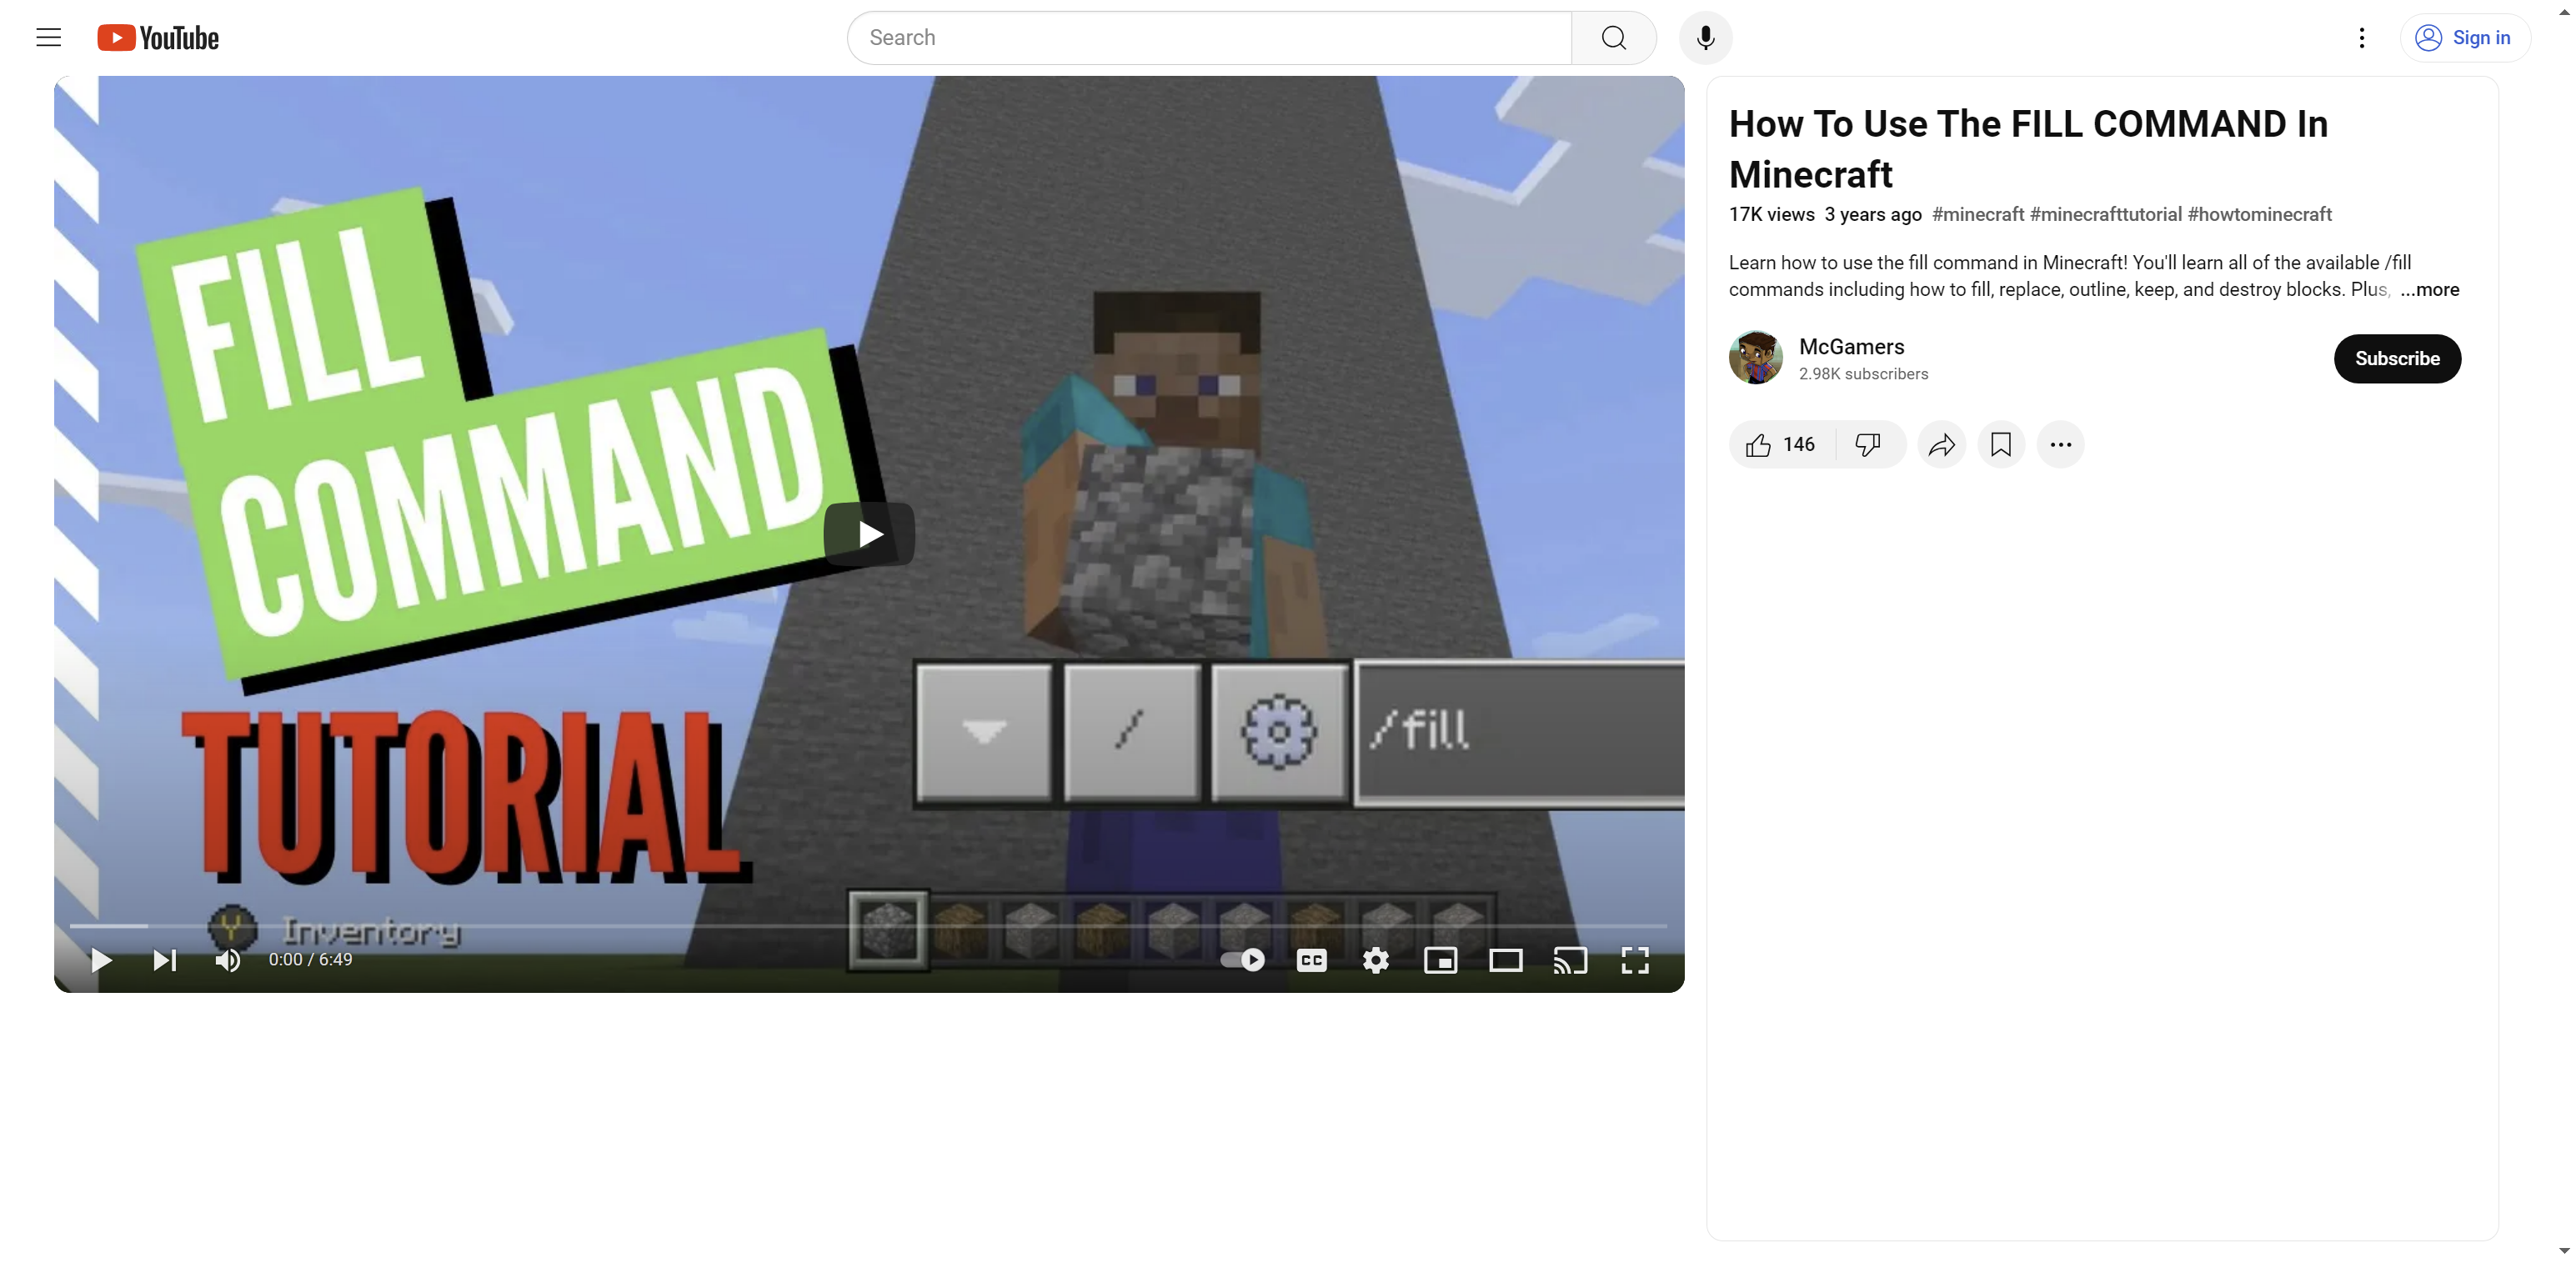 YouTube
Search
Sign in
FILL
COMMAND
TUTORIAL
/
/fill
Y Inventory
0:00 / 6:49
CC
How To Use The FILL COMMAND In
Minecraft
17K views 3 years ago #minecraft #minecrafttutorial #howtominecraft
Learn how to use the fill command in Minecraft! You'll learn all of the available /fill
commands including how to fill, replace, outline, keep, and destroy blocks. Plus, ...more
McGamers
2.98K subscribers
Subscribe
146